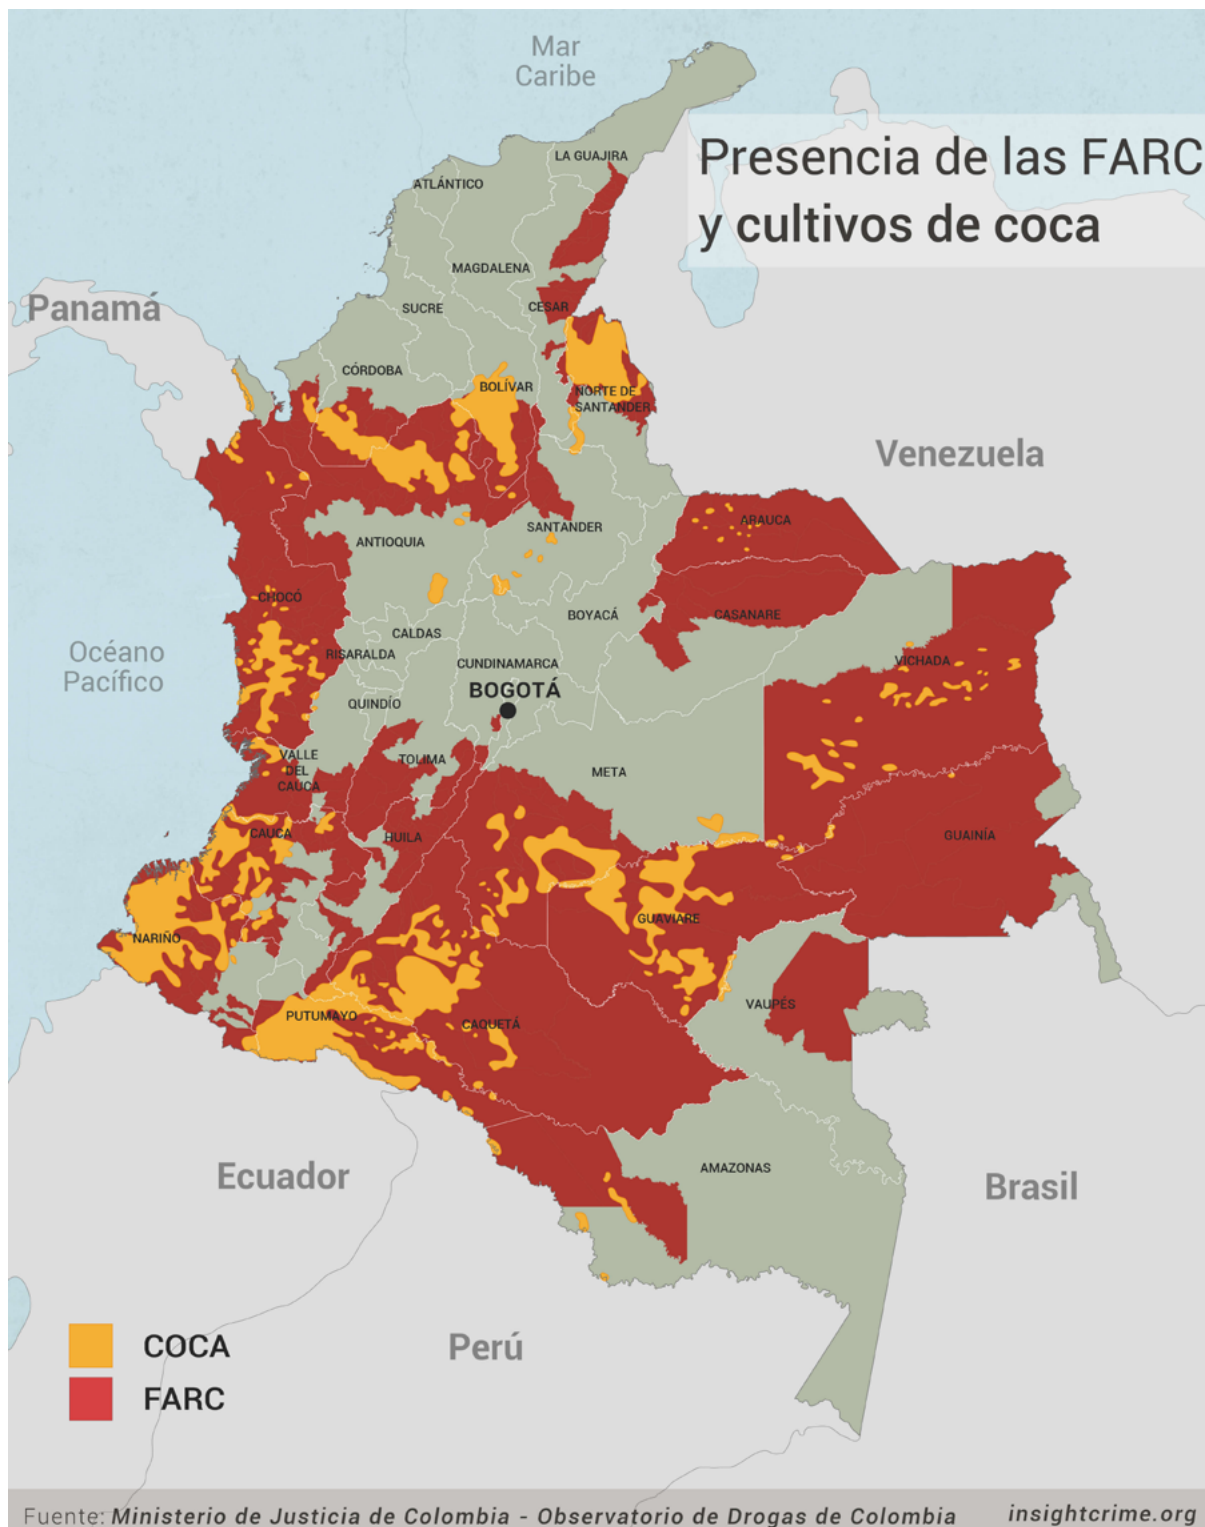 Mar
Caribe
Presencia de las FARC
y cultivos de coca
LA GUAJIRA
ATLÁNTICO
MAGDALENA
CESAR
SUCRE
Panamá
CÓRDOBA
BOLÍVAR
NORTE DE
SANTANDER
Venezuela
ARAUCA
SANTANDER
ANTIOQUIA
CHOCÓ
BOYACÁ
CASANARE
CALDAS
Océano
Pacífico
RISARALDA
CUNDINAMARCA
VICHADA
BOGOTÁ
QUINDÍO
VALLE
DEL
CAUCA
TOLIMA
META
CAUCA
HUILA
GUAINÍA
GUAVIARE
NARIÑO
VAUPÉS
PUTUMAYO
CAQUETÁ
AMAZONAS
Ecuador
Brasil
Perú
COCA
FARC
Fuente: Ministerio de Justicia de Colombia - Observatorio de Drogas de Colombia
insightcrime.org